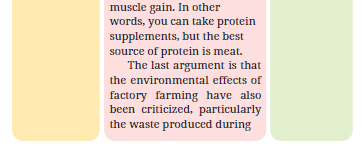 muscle gain. In other
words, you can take protein
supplements, but the best
source of protein is meat.
The last argument is that
the environmental effects of
factory farming have also
been criticized, particularly
the waste produced during